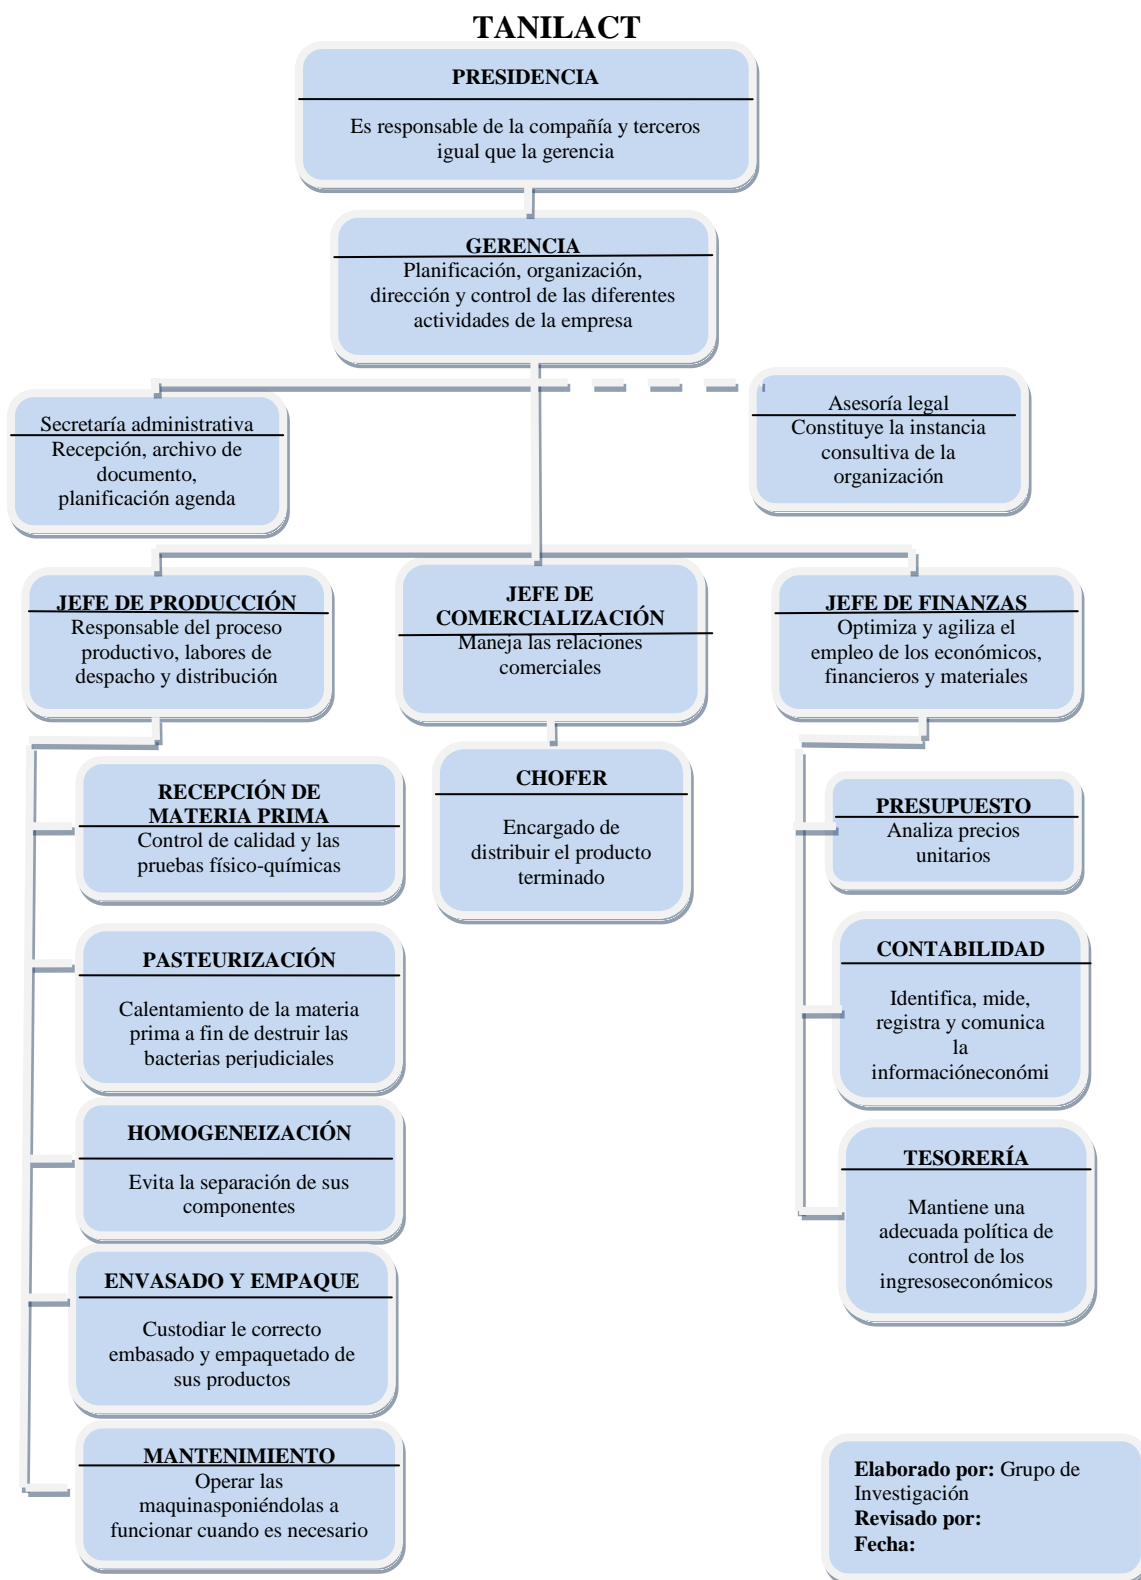 TANILACT
PRESIDENCIA
Es responsable de la compañía y terceros
igual que la gerencia
GERENCIA
Planificación, organización,
dirección y control de las diferentes
actividades de la empresa
Secretaría administrativa
Recepción, archivo de
documento,
planificación agenda
Asesoría legal
Constituye la instancia
consultiva de la
organización
JEFE DE PRODUCCIÓN
Responsable del proceso
productivo, labores de
despacho y distribución
JEFE DE
COMERCIALIZACIÓN
Maneja las relaciones
comerciales
JEFE DE FINANZAS
Optimiza y agiliza el
empleo de los económicos,
financieros y materiales
RECEPCIÓN DE
MATERIA PRIMA
Control de calidad y las
pruebas físico-químicas
CHOFER
Encargado de
distribuir el producto
terminado
PRESUPUESTO
Analiza precios
unitarios
PASTEURIZACIÓN
Calentamiento de la materia
prima a fin de destruir las
bacterias perjudiciales
CONTABILIDAD
Identifica, mide,
registra y comunica
la
informacióneconómi
HOMOGENEIZACIÓN
Evita la separación de sus
componentes
TESORERÍA
Mantiene una
adecuada política de
control de los
ingresoseconómicos
ENVASADO Y EMPAQUE
Custodiar le correcto
embasado y empaquetado de
sus productos
MANTENIMIENTO
Operar las
maquinasponiéndolas a
funcionar cuando es necesario
Elaborado por: Grupo de
Investigación
Revisado por:
Fecha: